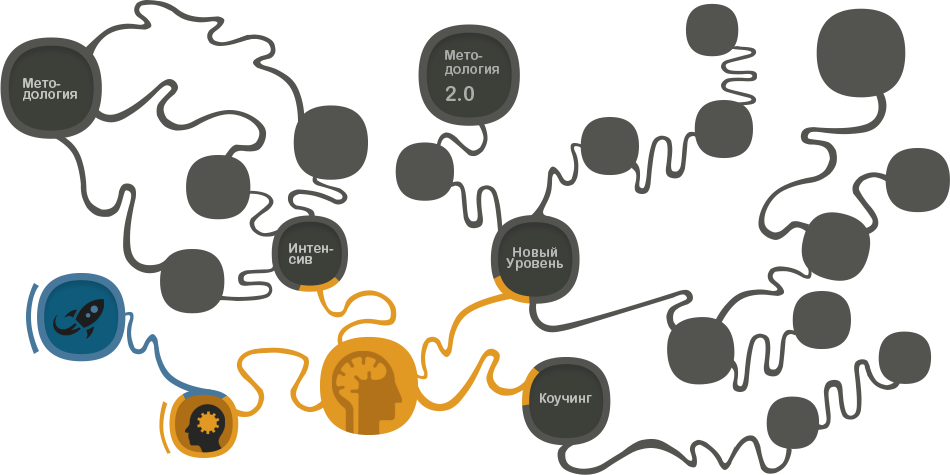 Мето-
дология
Мето-
дология
2.0
Интен-
сив
Новый
Уровень
Коучинг